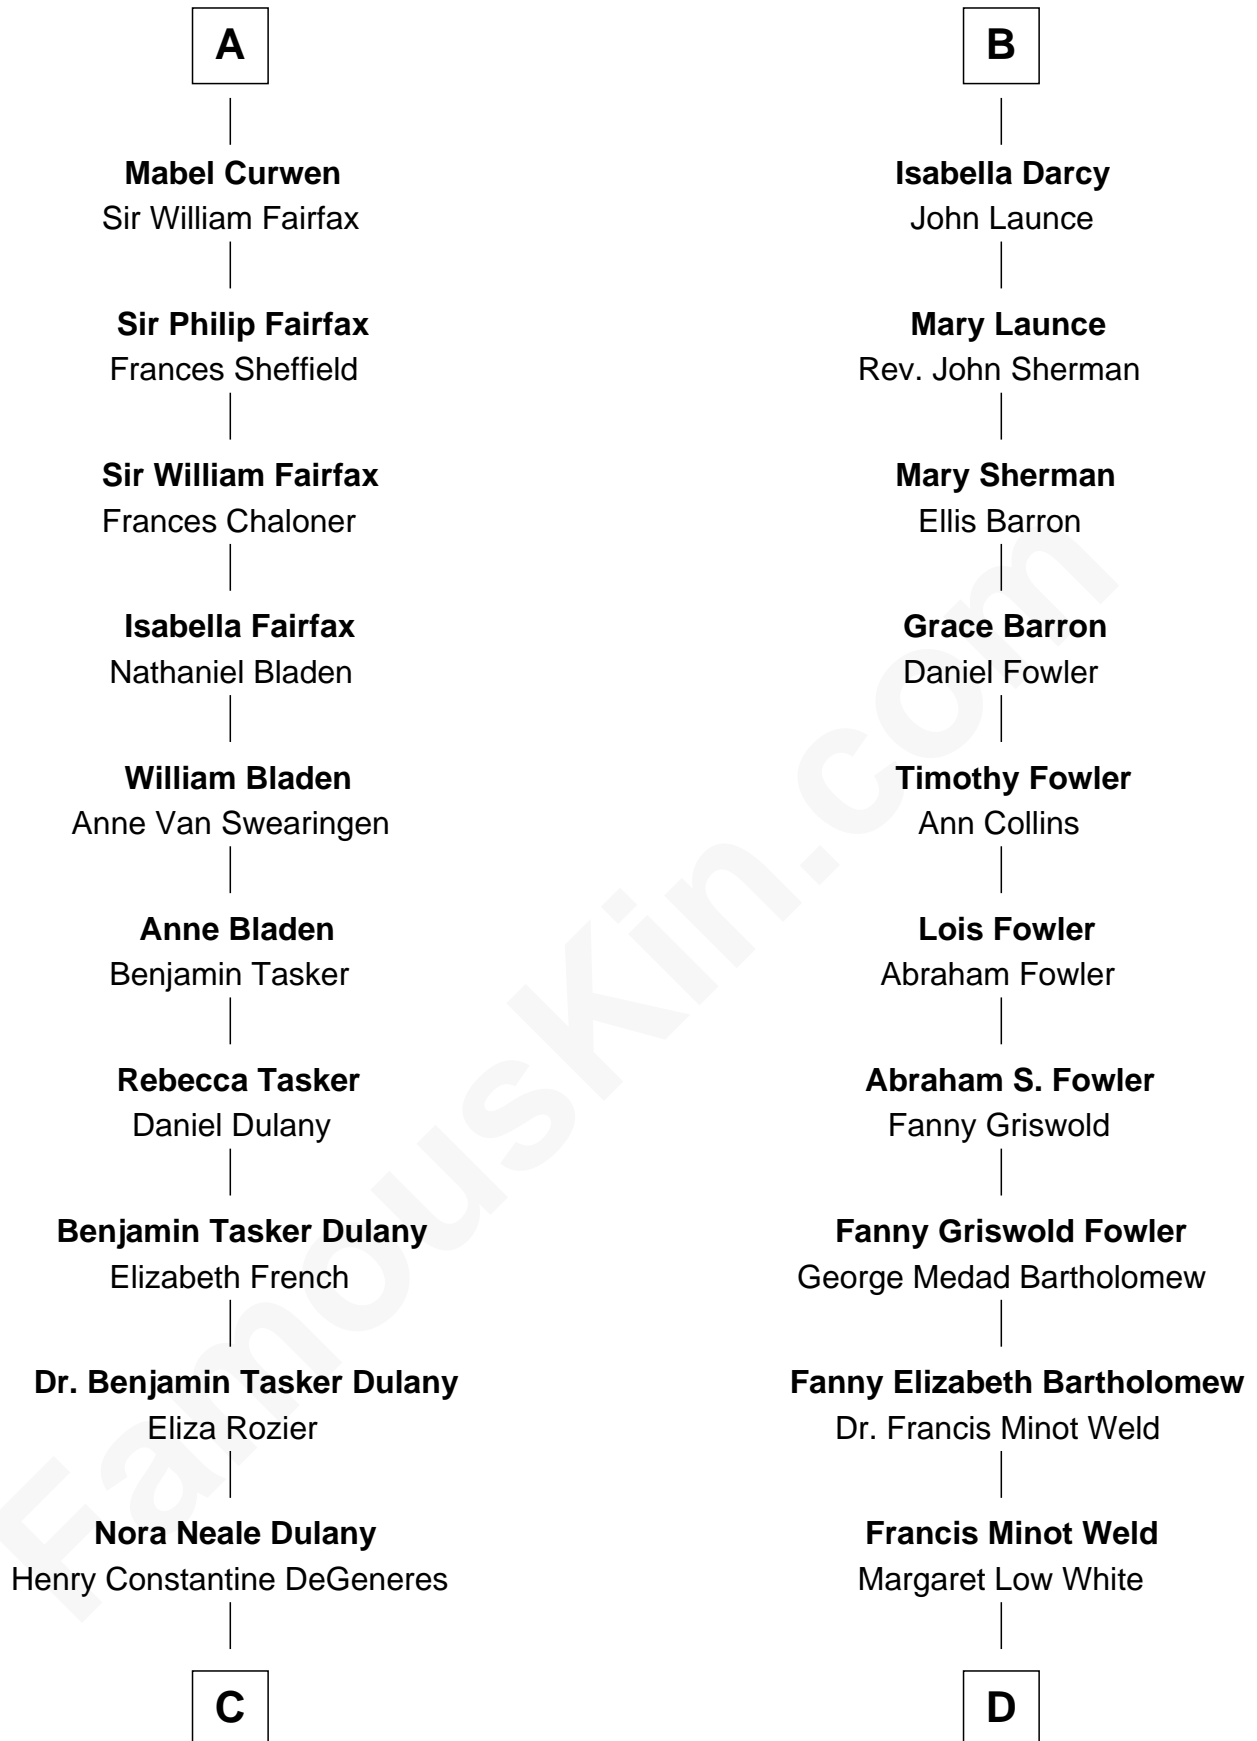 A
Mabel Curwen
Sir William Fairfax
Sir Philip Fairfax
Frances Sheffield
Sir William Fairfax
Frances Chaloner
Isabella Fairfax
Nathaniel Bladen
William Bladen
Anne Van Swearingen
Anne Bladen
Benjamin Tasker
Rebecca Tasker
Daniel Dulany
Benjamin Tasker Dulany
Elizabeth French
Dr. Benjamin Tasker Dulany
Eliza Rozier
Nora Neale Dulany
Henry Constantine DeGeneres
C
B
Isabella Darcy
John Launce
Mary Launce
Rev. John Sherman
Mary Sherman
Ellis Barron
Grace Barron
Daniel Fowler
Timothy Fowler
Ann Collins
Lois Fowler
Abraham Fowler
Abraham S. Fowler
Fanny Griswold
Fanny Griswold Fowler
George Medad Bartholomew
Fanny Elizabeth Bartholomew
Dr. Francis Minot Weld
Francis Minot Weld
Margaret Low White
D
FamousKin.com